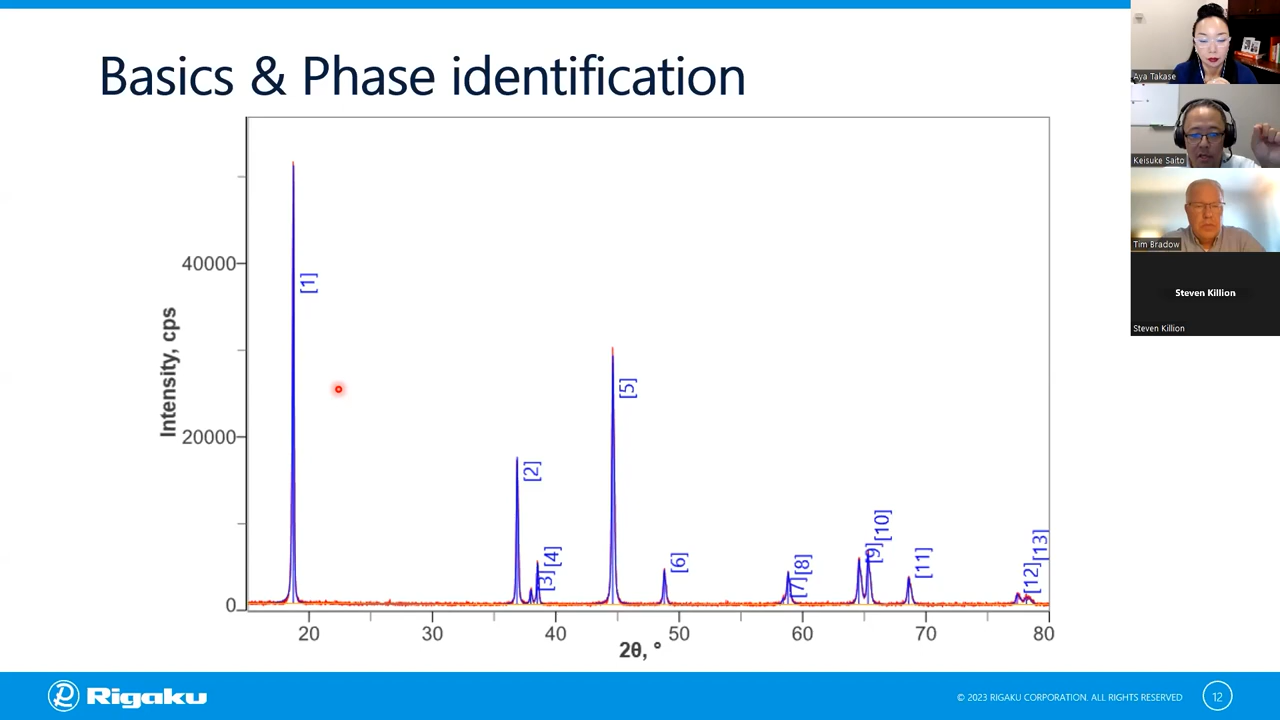 Basics & Phase identification
Aya Takase
Keisuke Saito
Tim Bradow
Steven Killion
Steven Killion
Intensity, cps
40000
20000
0
[1]
[2]
[3]
[4]
[5]
[6]
[7]
[8]
[9]
[10]
[11]
[12]
[13]
20 30 40 50 60 70 80
2θ, °
Rigaku
© 2023 RIGAKU CORPORATION. ALL RIGHTS RESERVED
12